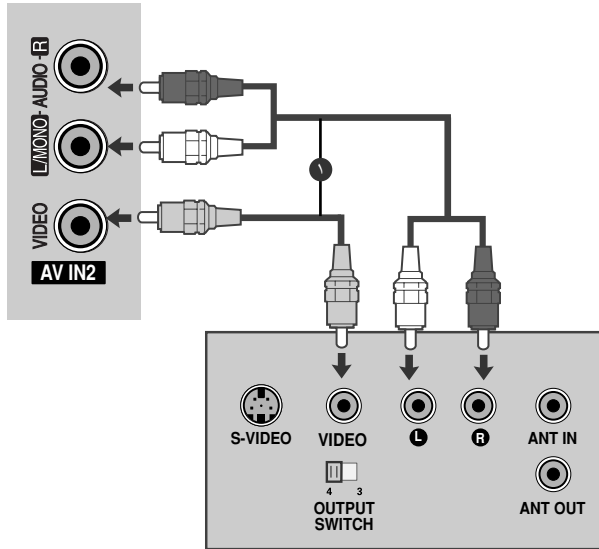 L/MONO - AUDIO - R
VIDEO
AV IN2
S-VIDEO
VIDEO
L
R
ANT IN
4 3
OUTPUT
SWITCH
ANT OUT